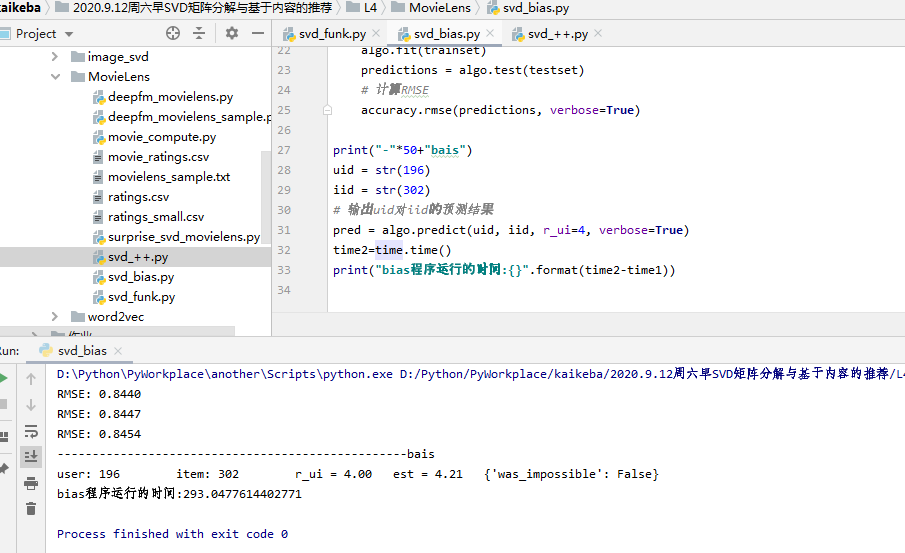 kaikeba 2020.9.12周六早SVD矩阵分解与基于内容的推荐 L4 MovieLens svd_bias.py
Project
svd_funk.py svd_bias.py svd_++.py
image_svd
MovieLens
deepfm_movielens.py
deepfm_movielens_sample.p
movie_compute.py
movie_ratings.csv
movielens_sample.txt
ratings.csv
ratings_small.csv
surprise_svd_movielens.py
svd_++.py
svd_bias.py
svd_funk.py
word2vec
作业
22 algo.fit(trainset)
23 predictions = algo.test(testset)
24 # 计算RMSE
25 accuracy.rmse(predictions, verbose=True)
26
27 print("-"*50+"bais")
28 uid = str(196)
29 iid = str(302)
30 # 输出uid对iid的预测结果
31 pred = algo.predict(uid, iid, r_ui=4, verbose=True)
32 time2=time.time()
33 print("bias程序运行的时间:{}".format(time2-time1))
34
Run: svd_bias
D:\Python\PyWorkplace\another\Scripts\python.exe D:/Python/PyWorkplace/kaikeba/2020.9.12周六早SVD矩阵分解与基于内容的推荐/L4
RMSE: 0.8440
RMSE: 0.8447
RMSE: 0.8454
--------------------------------------------------bais
user: 196 item: 302 r_ui = 4.00 est = 4.21 {'was_impossible': False}
bias程序运行的时间:293.0477614402771
Process finished with exit code 0